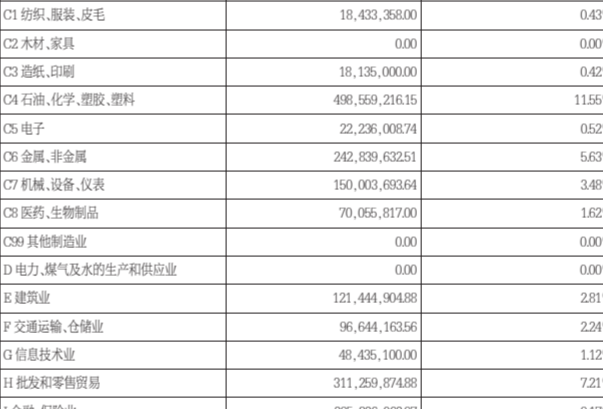 C1 纺织、服装、皮毛 18,433,358.00 0.43
C2 木材、家具 0.00 0.00
C3 造纸、印刷 18,135,000.00 0.42
C4 石油、化学、塑胶、塑料 498,559,216.15 11.55
C5 电子 22,236,008.74 0.52
C6 金属、非金属 242,839,632.51 5.63
C7 机械、设备、仪表 150,003,693.64 3.48
C8 医药、生物制品 70,055,817.00 1.62
C99 其他制造业 0.00 0.00
D 电力、煤气及水的生产和供应业 0.00 0.00
E 建筑业 121,444,904.88 2.81
F 交通运输、仓储业 96,644,163.56 2.24
G 信息技术业 48,435,100.00 1.12
H 批发和零售贸易 311,259,874.88 7.21